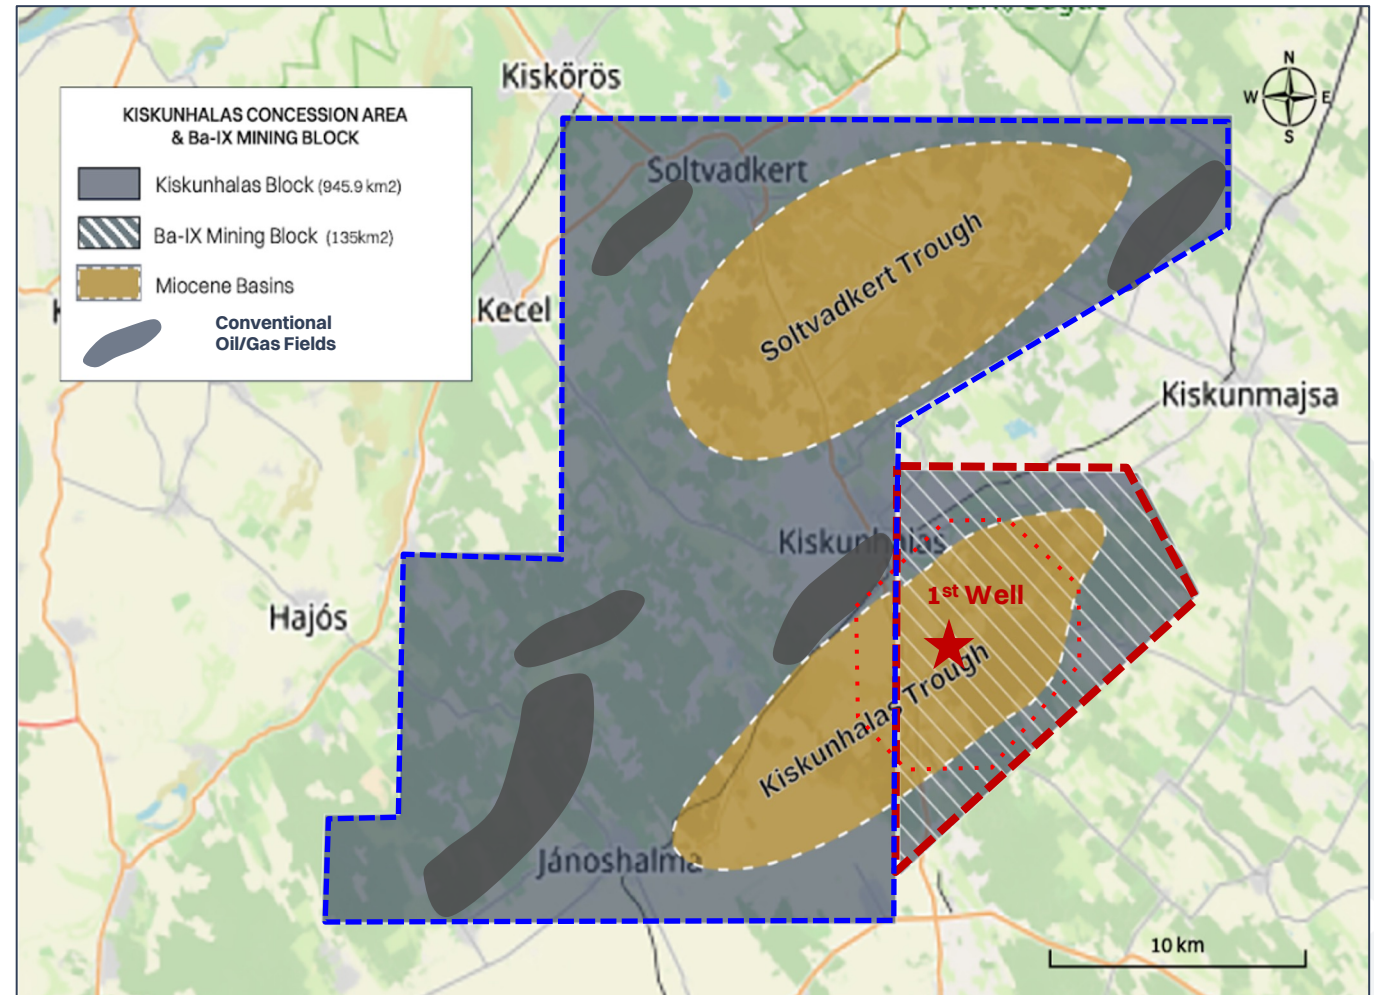 Kiskőrös
N
W E
S
KISKUNHALAS CONCESSION AREA
& Ba-IX MINING BLOCK
Kiskunhalas Block (945.9 km2)
Ba-IX Mining Block (135km2)
Miocene Basins
Conventional
Oil/Gas Fields
Soltvadkert
Soltvadkert Trough
Kecel
Kiskunmajsa
Kiskunhalas
1st Well
Hajós
Kiskunhalas Trough
Jánoshalma
10 km